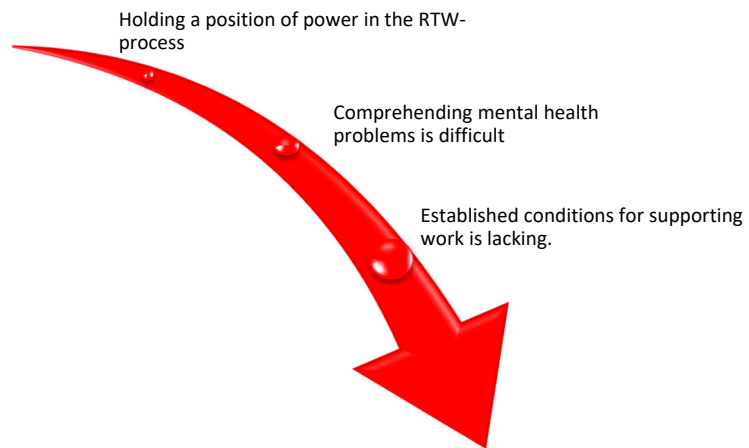 Holding a position of power in the RTW-
process
Comprehending mental health
problems is difficult
Established conditions for supporting
work is lacking.